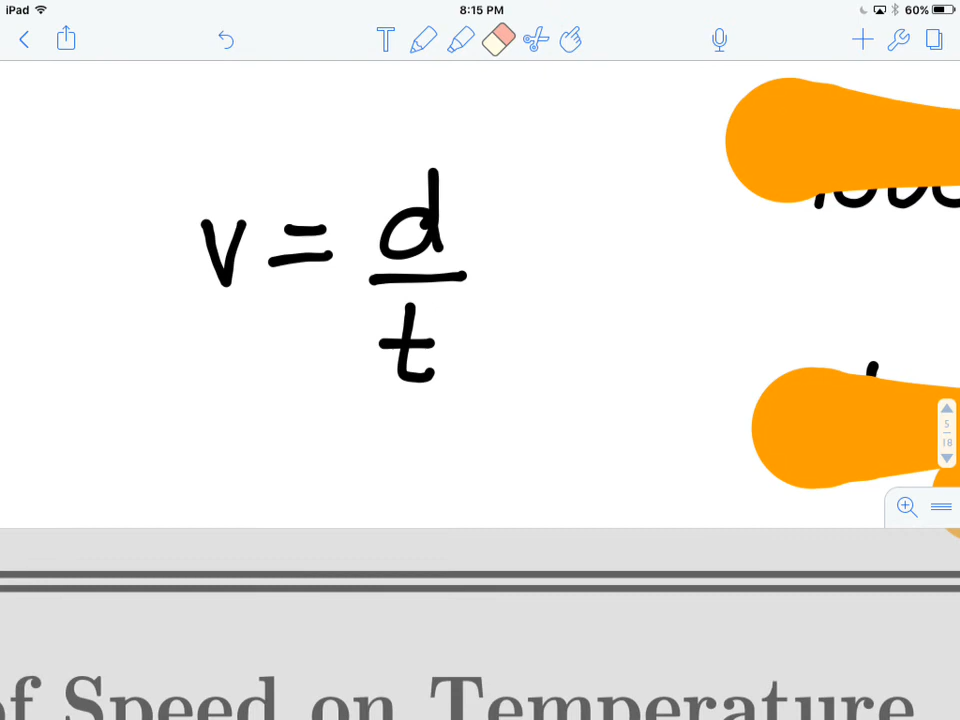 iPad 8:15 PM 60%
T
v = d/t
5
18
of Speed on Temperature